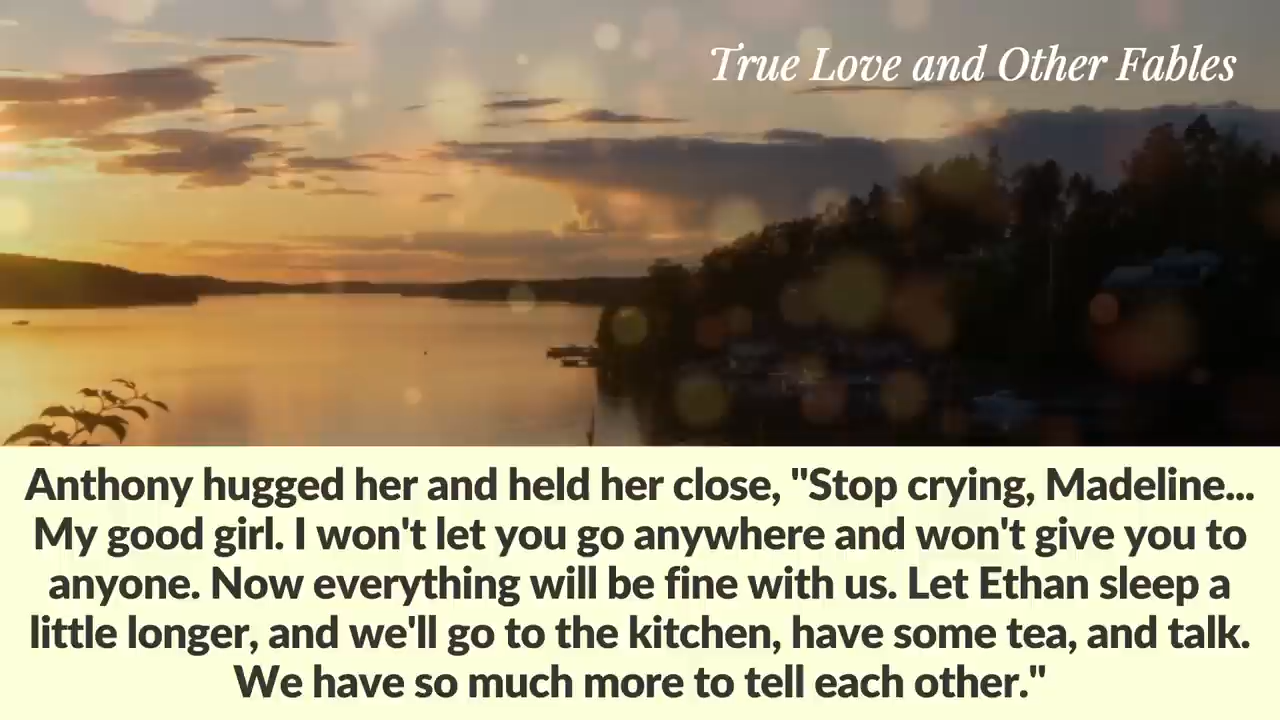 True Love and Other Fables
Anthony hugged her and held her close, "Stop crying, Madeline...
My good girl. I won't let you go anywhere and won't give you to
anyone. Now everything will be fine with us. Let Ethan sleep a
little longer, and we'll go to the kitchen, have some tea, and talk.
We have so much more to tell each other."